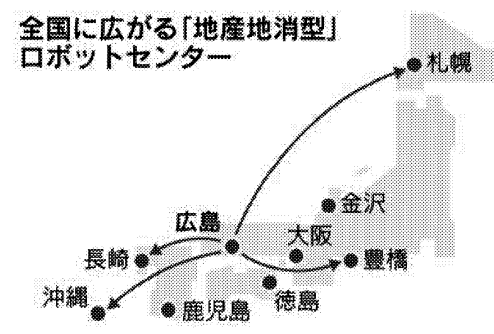 全国に広がる｢地産地消型｣
ロボットセンター
札幌
金沢
広島
大阪
長崎
豊橋
沖縄
徳島
鹿児島